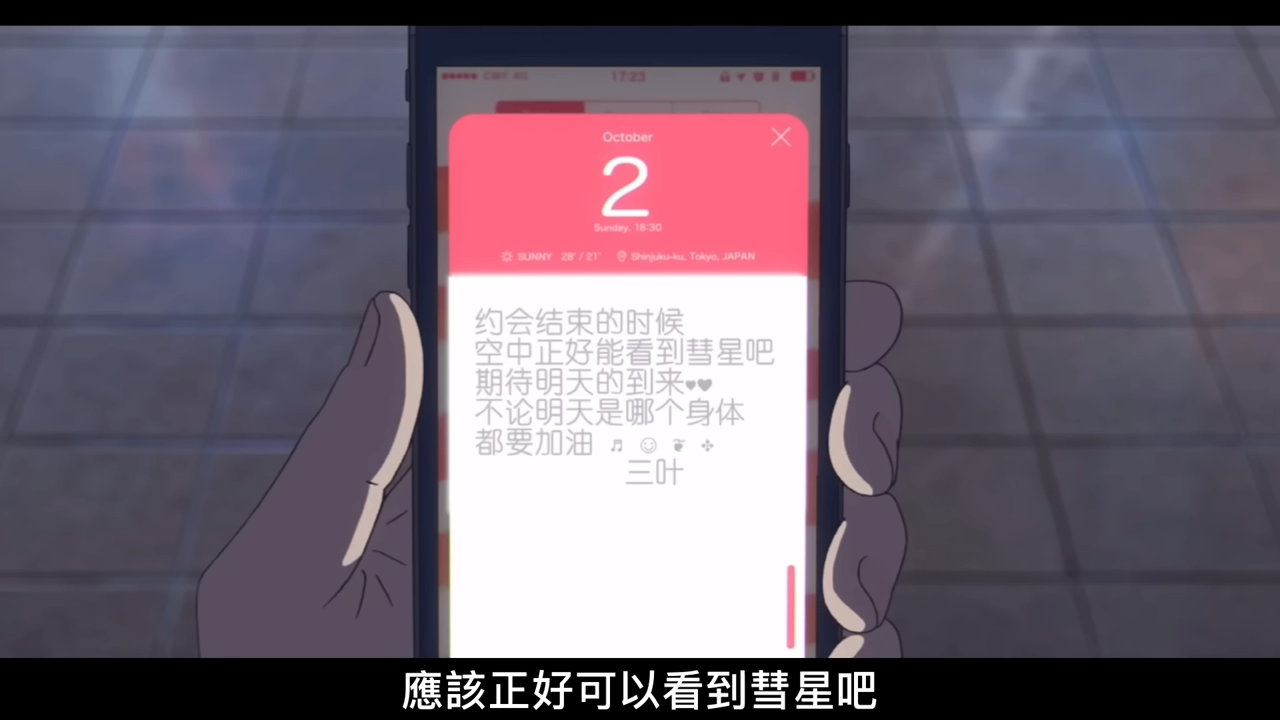 17:23
October
2
Sunday, 18:30
SUNNY 28° / 21° Shinjuku-ku, Tokyo, JAPAN
约会结束的时候
空中正好能看到彗星吧
期待明天的到来♥♥
不论明天是哪个身体
都要加油 ♬ ☺ ❦ ✣
三叶
應該正好可以看到彗星吧